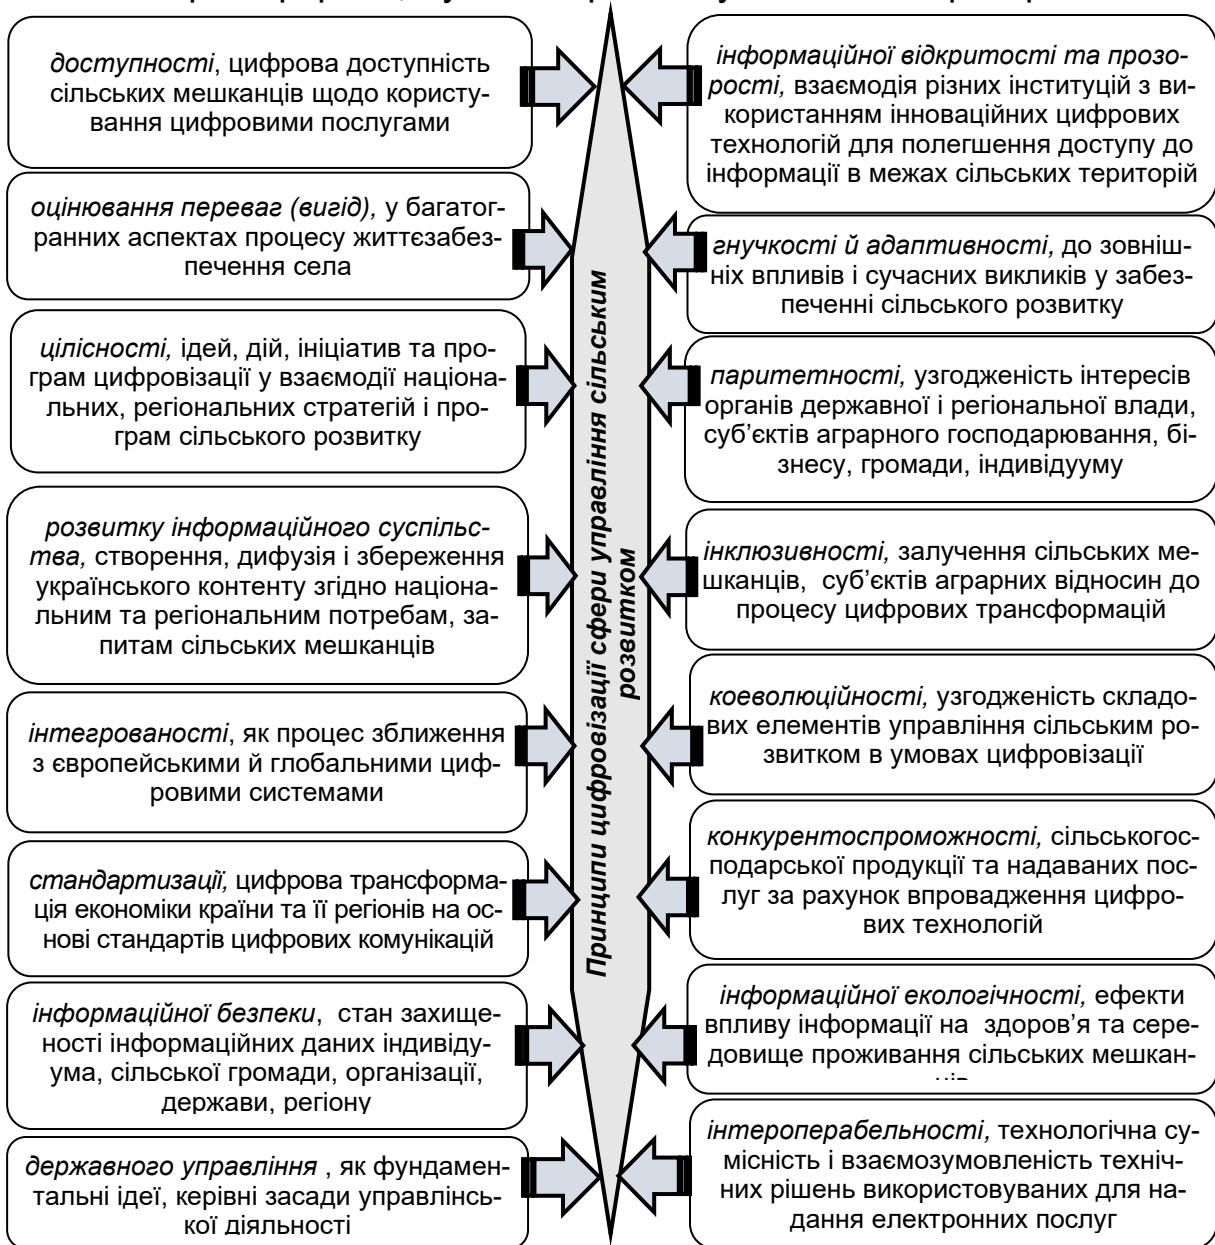 доступності, цифрова доступність
сільських мешканців щодо користу-
вання цифровими послугами
оцінювання переваг (вигід), у багатог-
ранних аспектах процесу життєзабез-
печення села
цілісності, ідей, дій, ініціатив та про-
грам цифровізації у взаємодії націона-
льних, регіональних стратегій і про-
грам сільського розвитку
розвитку інформаційного суспільс-
тва, створення, дифузія і збереження
українського контенту згідно націона-
льним та регіональним потребам, за-
питам сільських мешканців
інтегрованості, як процес зближення
з європейськими й глобальними циф-
ровими системами
стандартизації, цифрова трансформа-
ція економіки країни та її регіонів на ос-
нові стандартів цифрових комунікацій
інформаційної безпеки, стан захище-
ності інформаційних даних індивіду-
ума, сільської громади, організації,
держави, регіону
державного управління , як фундамен-
тальні ідеї, керівні засади управлінсь-
кої діяльності
Принципи цифровізації сфери управління сільським
розвитком
інформаційної відкритості та прозо-
рості, взаємодія різних інституцій з ви-
користанням інноваційних цифрових
технологій для полегшення доступу до
інформації в межах сільських територій
гнучкості й адаптивності, до зовніш-
ніх впливів і сучасних викликів у забез-
печенні сільського розвитку
паритетності, узгодженість інтересів
органів державної і регіональної влади,
суб’єктів аграрного господарювання, бі-
знесу, громади, індивідууму
інклюзивності, залучення сільських ме-
шканців, суб’єктів аграрних відносин до
процесу цифрових трансформацій
коеволюційності, узгодженість складо-
вих елементів управління сільським ро-
звитком в умовах цифровізації
конкурентоспроможності, сільськогос-
подарської продукції та надаваних пос-
луг за рахунок впровадження цифро-
вих технологій
інформаційної екологічності, ефекти
впливу інформації на здоров’я та сере-
довище проживання сільських мешкан-
інтероперабельності, технологічна су-
місність і взаємозумовленість техніч-
них рішень використовуваних для на-
дання електронних послуг